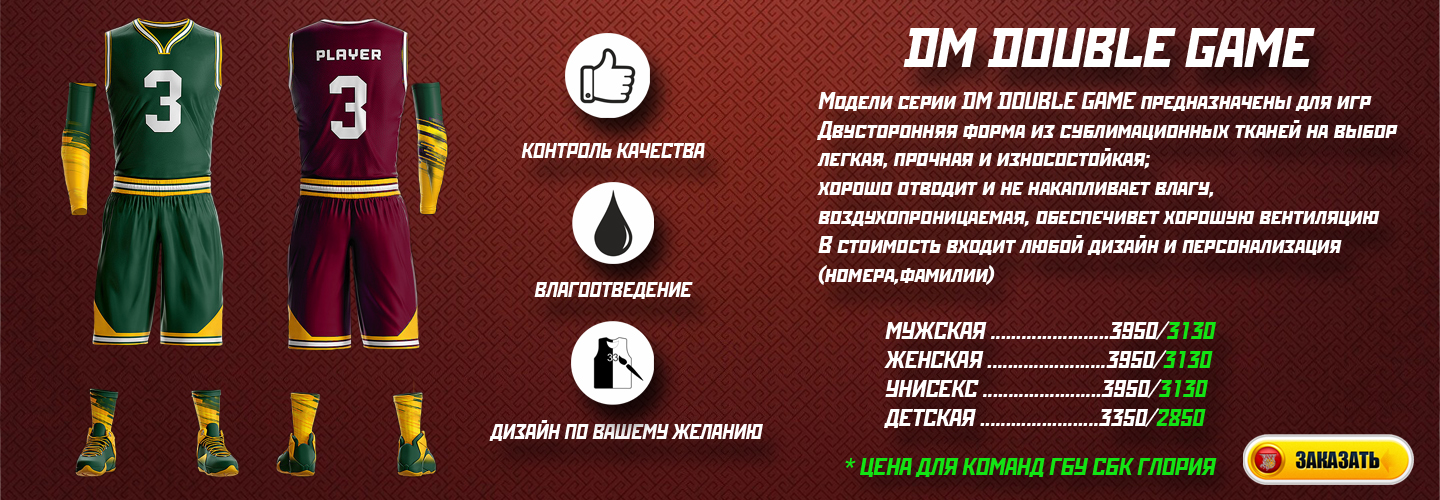 3
PLAYER
3
КОНТРОЛЬ КАЧЕСТВА
ВЛАГООТВЕДЕНИЕ
33
ДИЗАЙН ПО ВАШЕМУ ЖЕЛАНИЮ
DM DOUBLE GAME
Модели серии DM DOUBLE GAME предназначены для игр
Двусторонняя форма из сублимационных тканей на выбор
легкая, прочная и износостойкая;
хорошо отводит и не накапливает влагу,
воздухопроницаемая, обеспечивет хорошую вентиляцию
В стоимость входит любой дизайн и персонализация
(номера,фамилии)
МУЖСКАЯ .......................3950/3130
ЖЕНСКАЯ .......................3950/3130
УНИСЕКС .......................3950/3130
ДЕТСКАЯ .......................3350/2850
* ЦЕНА ДЛЯ КОМАНД ГБУ СБК ГЛОРИЯ
ЗАКАЗАТЬ